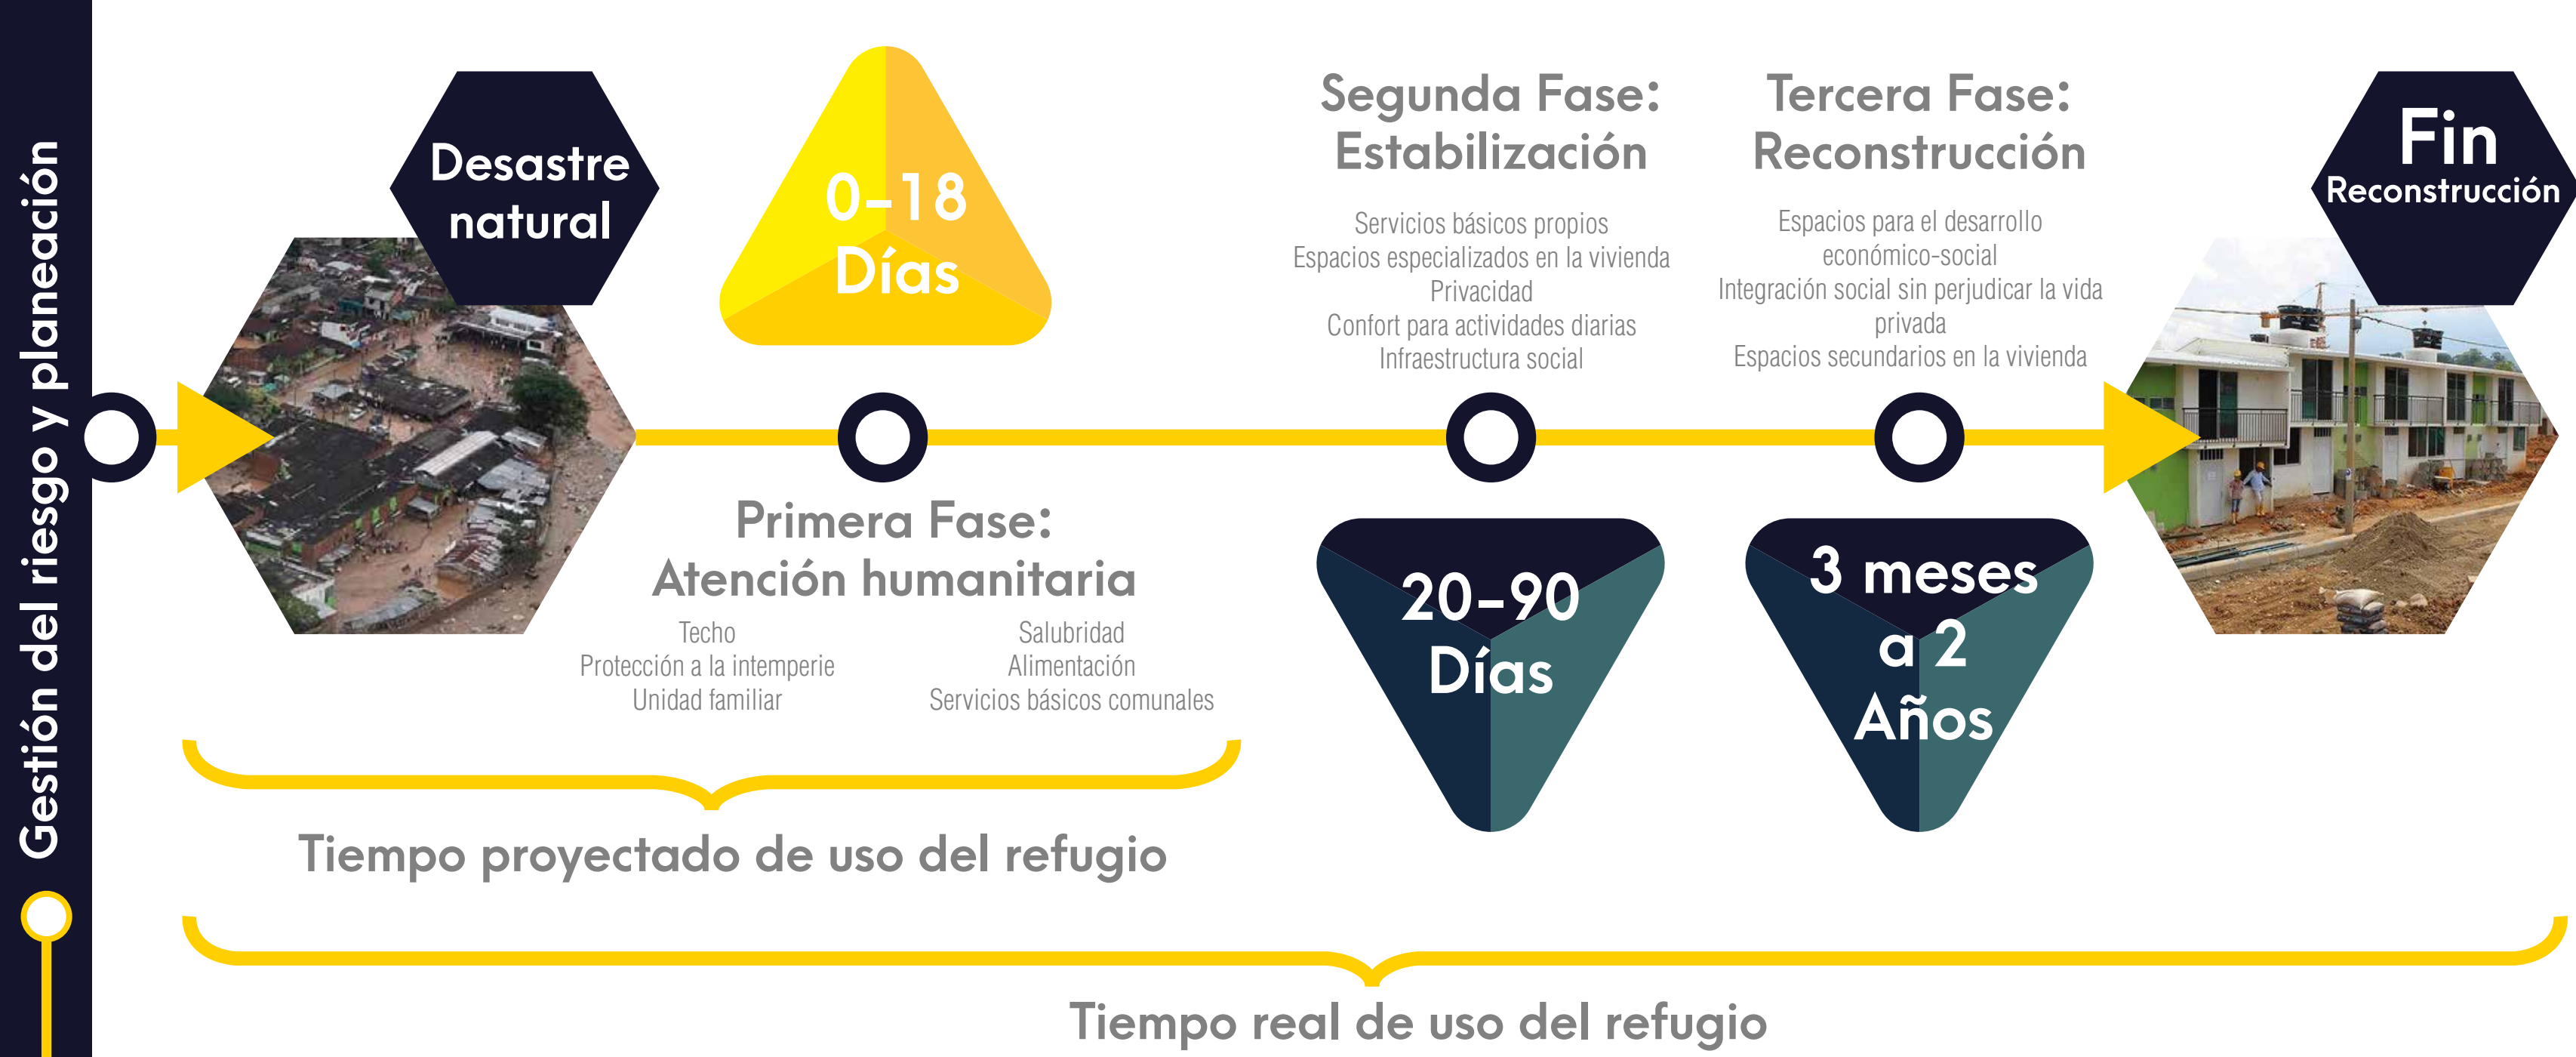 Gestión del riesgo y planeación
Desastre
natural
0-18
Días
Primera Fase:
Atención humanitaria
Techo
Protección a la intemperie
Unidad familiar
Salubridad
Alimentación
Servicios básicos comunales
Segunda Fase:
Estabilización
Servicios básicos propios
Espacios especializados en la vivienda
Privacidad
Confort para actividades diarias
Infraestructura social
20-90
Días
Tercera Fase:
Reconstrucción
Espacios para el desarrollo
económico-social
Integración social sin perjudicar la vida
privada
Espacios secundarios en la vivienda
3 meses
a 2
Años
Fin
Reconstrucción
Tiempo proyectado de uso del refugio
Tiempo real de uso del refugio